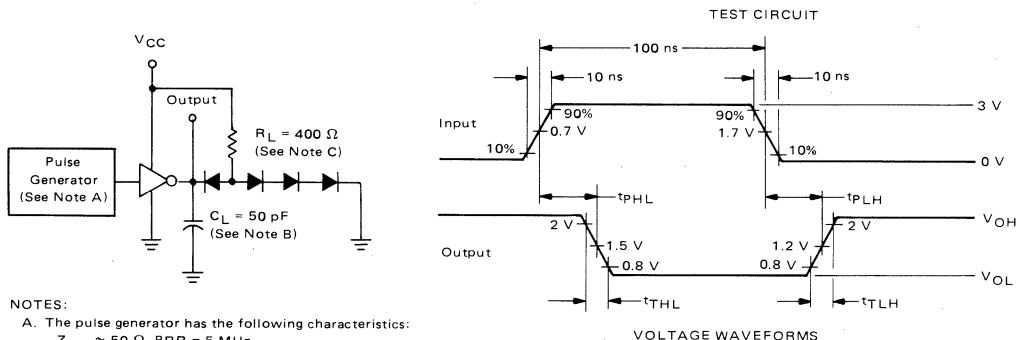 TEST CIRCUIT
VCC
Output
RL = 400 Ω
(See Note C)
Pulse
Generator
(See Note A)
CL = 50 pF
(See Note B)
100 ns
10 ns
10 ns
Input
90%
0.7 V
10%
90%
1.7 V
10%
3 V
0 V
tPHL
tPLH
Output
2 V
1.5 V
0.8 V
1.2 V
0.8 V
2 V
VOH
VOL
tTHL
tTLH
VOLTAGE WAVEFORMS
NOTES:
A. The pulse generator has the following characteristics: